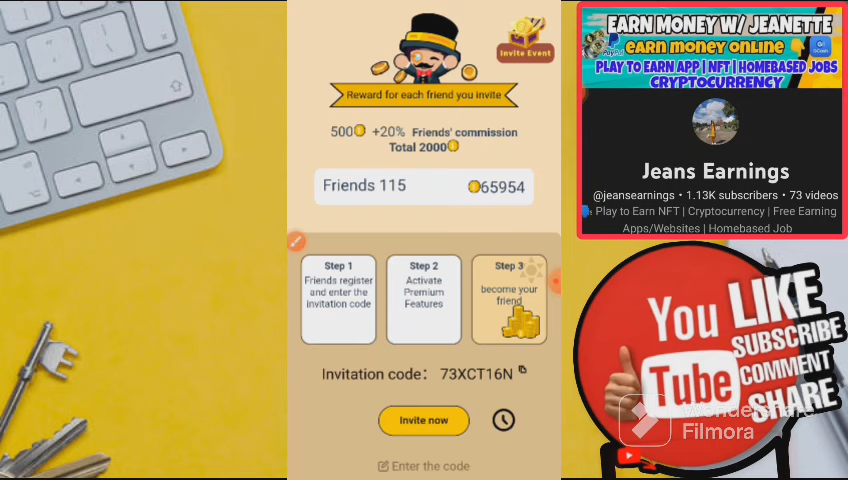 Invite Event
Reward for each friend you invite
500 +20% Friends' commission
Total 2000
Friends 115
65954
Step 1
Friends register
and enter the
invitation code
Step 2
Activate
Premium
Features
Step 3
become your
friend
Invitation code: 73XCT16N
Invite now
Enter the code
EARN MONEY W/ JEANETTE
PayPal
EARN MONEY ONLINE
GCash
PLAY TO EARN APP | NFT | HOMEBASED JOBS
CRYPTOCURRENCY
Jeans Earnings
@jeansearnings • 1.13K subscribers • 73 videos
Play to Earn NFT | Cryptocurrency | Free Earning
Apps/Websites | Homebased Job
You
Tube
LIKE
SUBSCRIBE
COMMENT
SHARE
Wondershare
Filmora